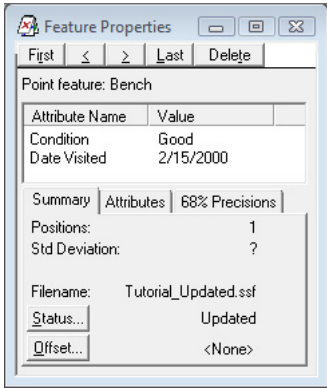 Feature Properties
First < > Last Delete
Point feature: Bench
Attribute Name Value
Condition Good
Date Visited 2/15/2000
Summary Attributes 68% Precisions
Positions: 1
Std Deviation: ?
Filename: Tutorial_Updated.ssf
Status... Updated
Offset... <None>